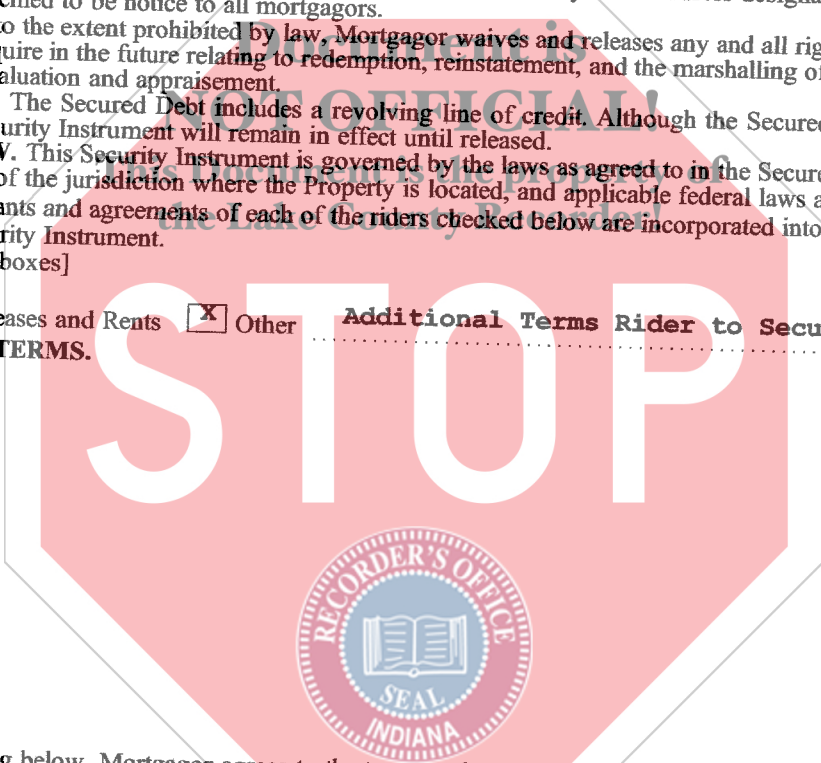 emed to be notice to all mortgagors.
to the extent prohibited by law, Mortgagor waives and releases any and all rig
quire in the future relating to redemption, reinstatement, and the marshalling of
aluation and appraisement.
The Secured Debt includes a revolving line of credit. Although the Secured
urity Instrument will remain in effect until released.
V. This Security Instrument is governed by the laws as agreed to in the Secure
of the jurisdiction where the Property is located, and applicable federal laws a
ants and agreements of each of the riders checked below are incorporated into
rity Instrument.
boxes]
eases and Rents X Other Additional Terms Rider to Secu
TERMS.
Document is
NOT OFFICIAL!
This Document is the property of
the Lake County Recorder!
STOP
RECORDER'S OFFICE
SEAL
INDIANA
g below, Mortgagor agrees to the